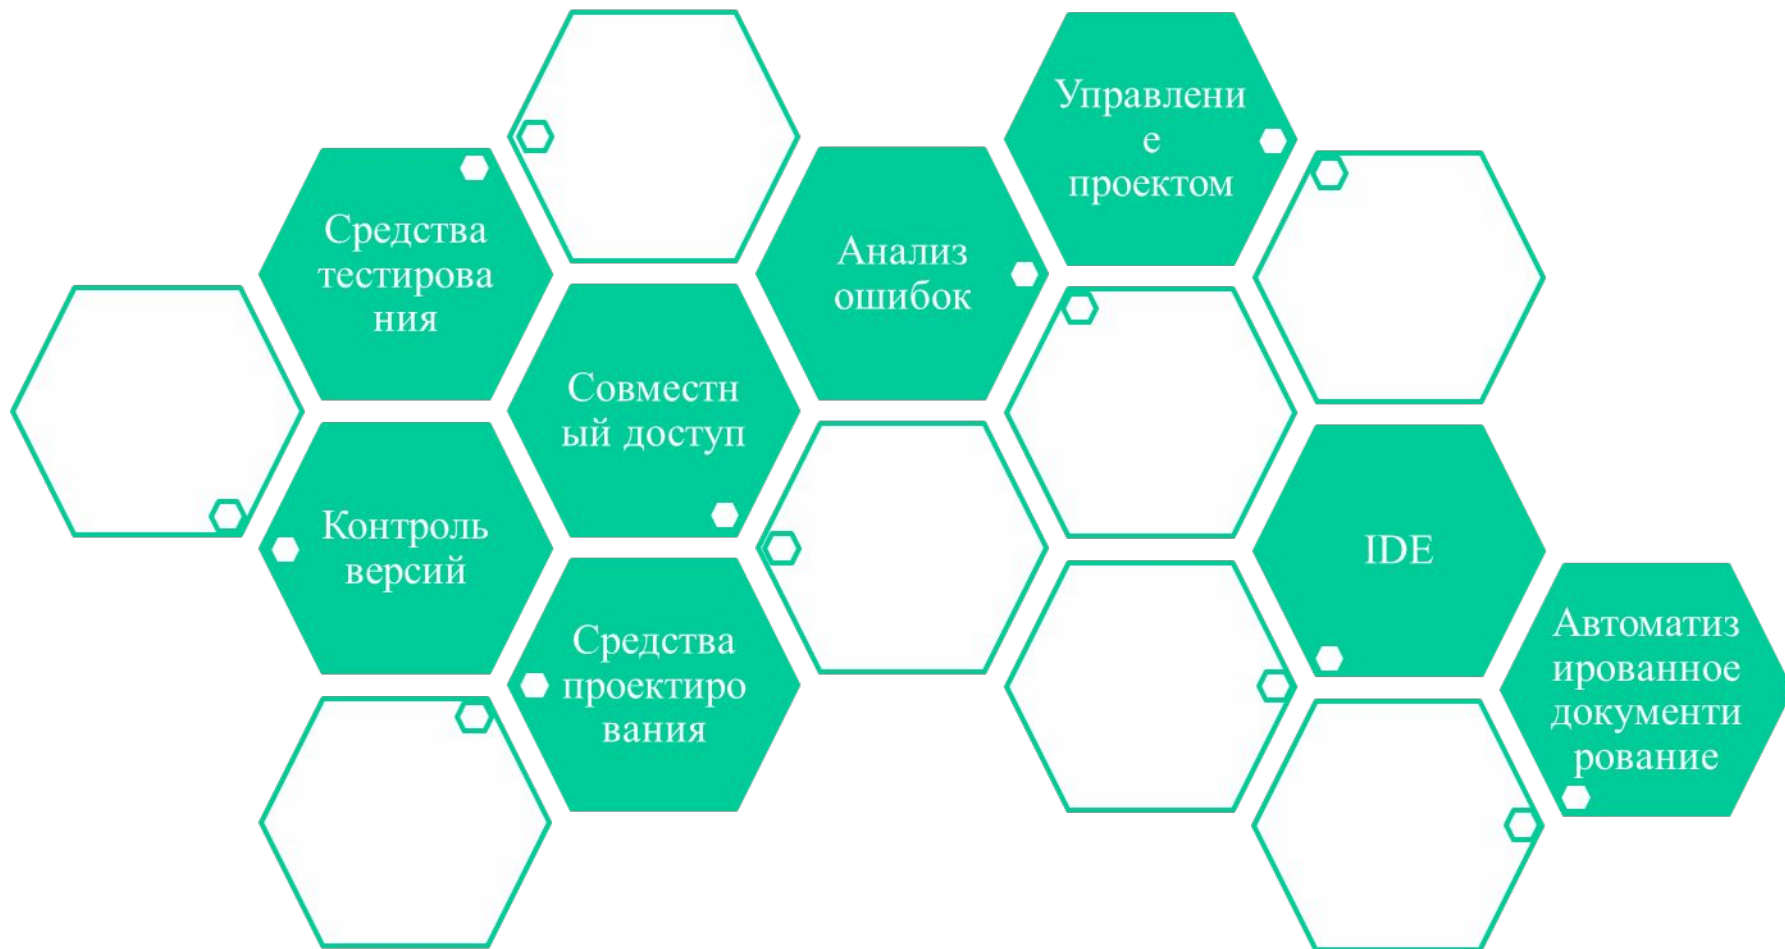 Управлени
е
проектом
Средства
тестирова
ния
Анализ
ошибок
Совместн
ый доступ
Контроль
версий
IDE
Средства
проектиро
вания
Автоматиз
ированное
документи
рование